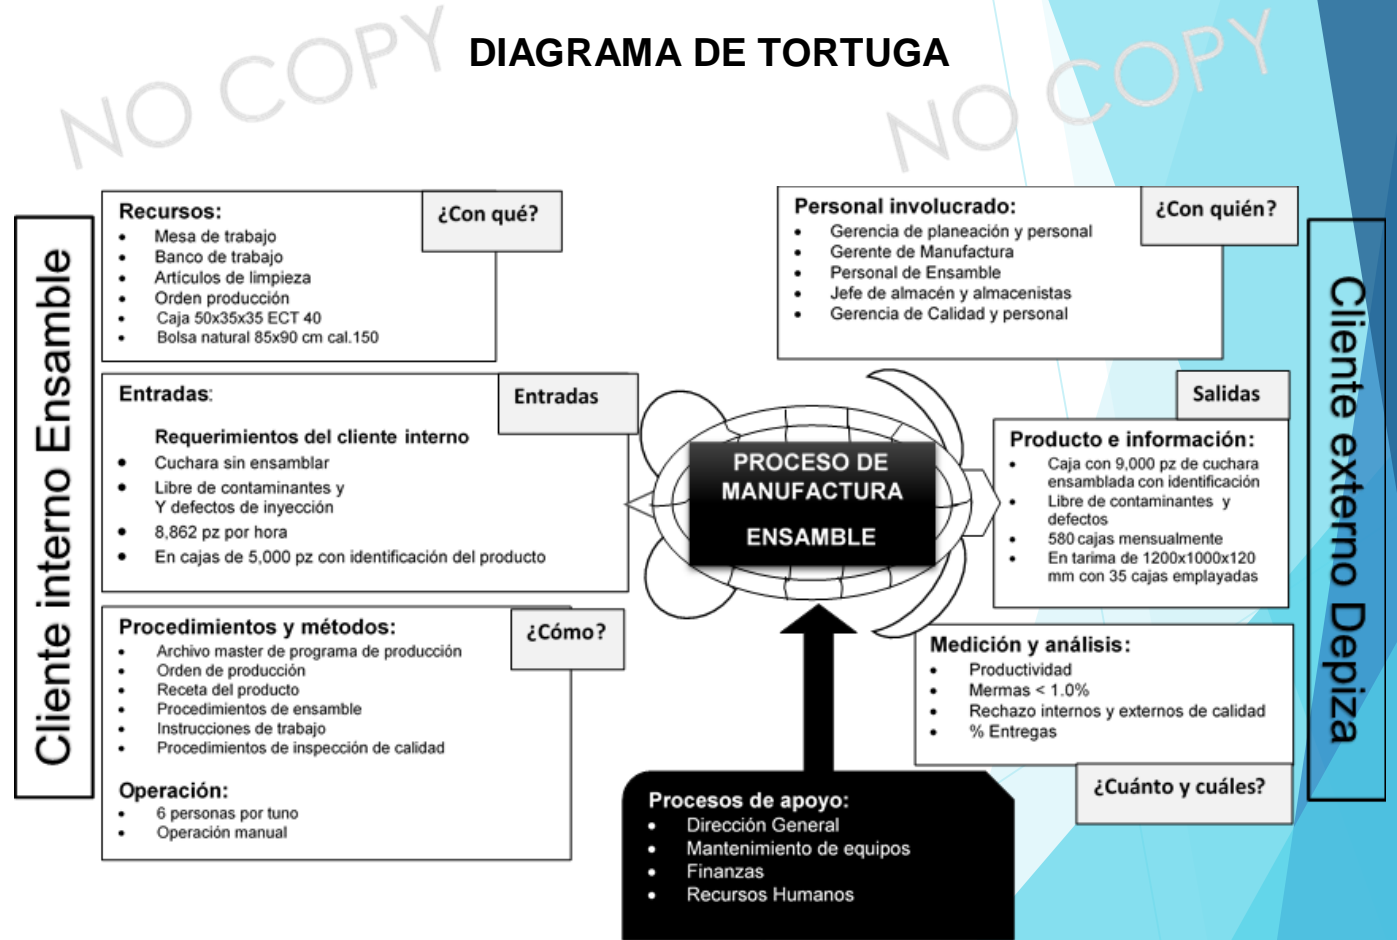 NO COPY
NO COPY
DIAGRAMA DE TORTUGA
Cliente interno Ensamble
Recursos:
¿Con qué?
• Mesa de trabajo
• Banco de trabajo
• Artículos de limpieza
• Orden producción
• Caja 50x35x35 ECT 40
• Bolsa natural 85x90 cm cal.150
Entradas:
Entradas
Requerimientos del cliente interno
• Cuchara sin ensamblar
• Libre de contaminantes y
Y defectos de inyección
• 8,862 pz por hora
• En cajas de 5,000 pz con identificación del producto
Procedimientos y métodos:
¿Cómo?
• Archivo master de programa de producción
• Orden de producción
• Receta del producto
• Procedimientos de ensamble
• Instrucciones de trabajo
• Procedimientos de inspección de calidad
Operación:
• 6 personas por tuno
• Operación manual
PROCESO DE
MANUFACTURA
ENSAMBLE
Procesos de apoyo:
• Dirección General
• Mantenimiento de equipos
• Finanzas
• Recursos Humanos
Personal involucrado:
¿Con quién?
• Gerencia de planeación y personal
• Gerente de Manufactura
• Personal de Ensamble
• Jefe de almacén y almacenistas
• Gerencia de Calidad y personal
Salidas
Producto e información:
• Caja con 9,000 pz de cuchara
ensamblada con identificación
• Libre de contaminantes y
defectos
• 580 cajas mensualmente
• En tarima de 1200x1000x120
mm con 35 cajas emplayadas
Medición y análisis:
• Productividad
• Mermas < 1.0%
• Rechazo internos y externos de calidad
• % Entregas
¿Cuánto y cuáles?
Cliente externo Depiza